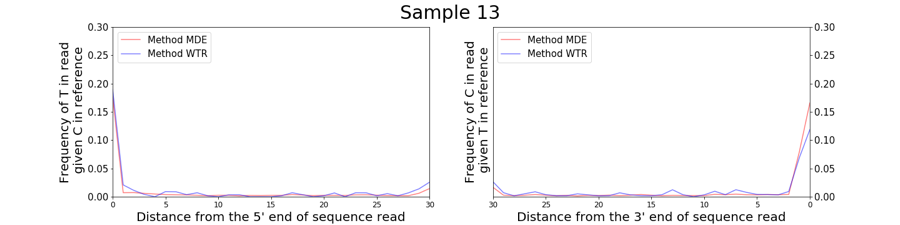 Sample 13
Frequency of T in read
given C in reference
0.30
0.25
0.20
0.15
0.10
0.05
0.00
Method MDE
Method WTR
0 5 10 15 20 25 30
Distance from the 5' end of sequence read
Frequency of C in read
given T in reference
Method MDE
Method WTR
0.30
0.25
0.20
0.15
0.10
0.05
0.00
30 25 20 15 10 5 0
Distance from the 3' end of sequence read